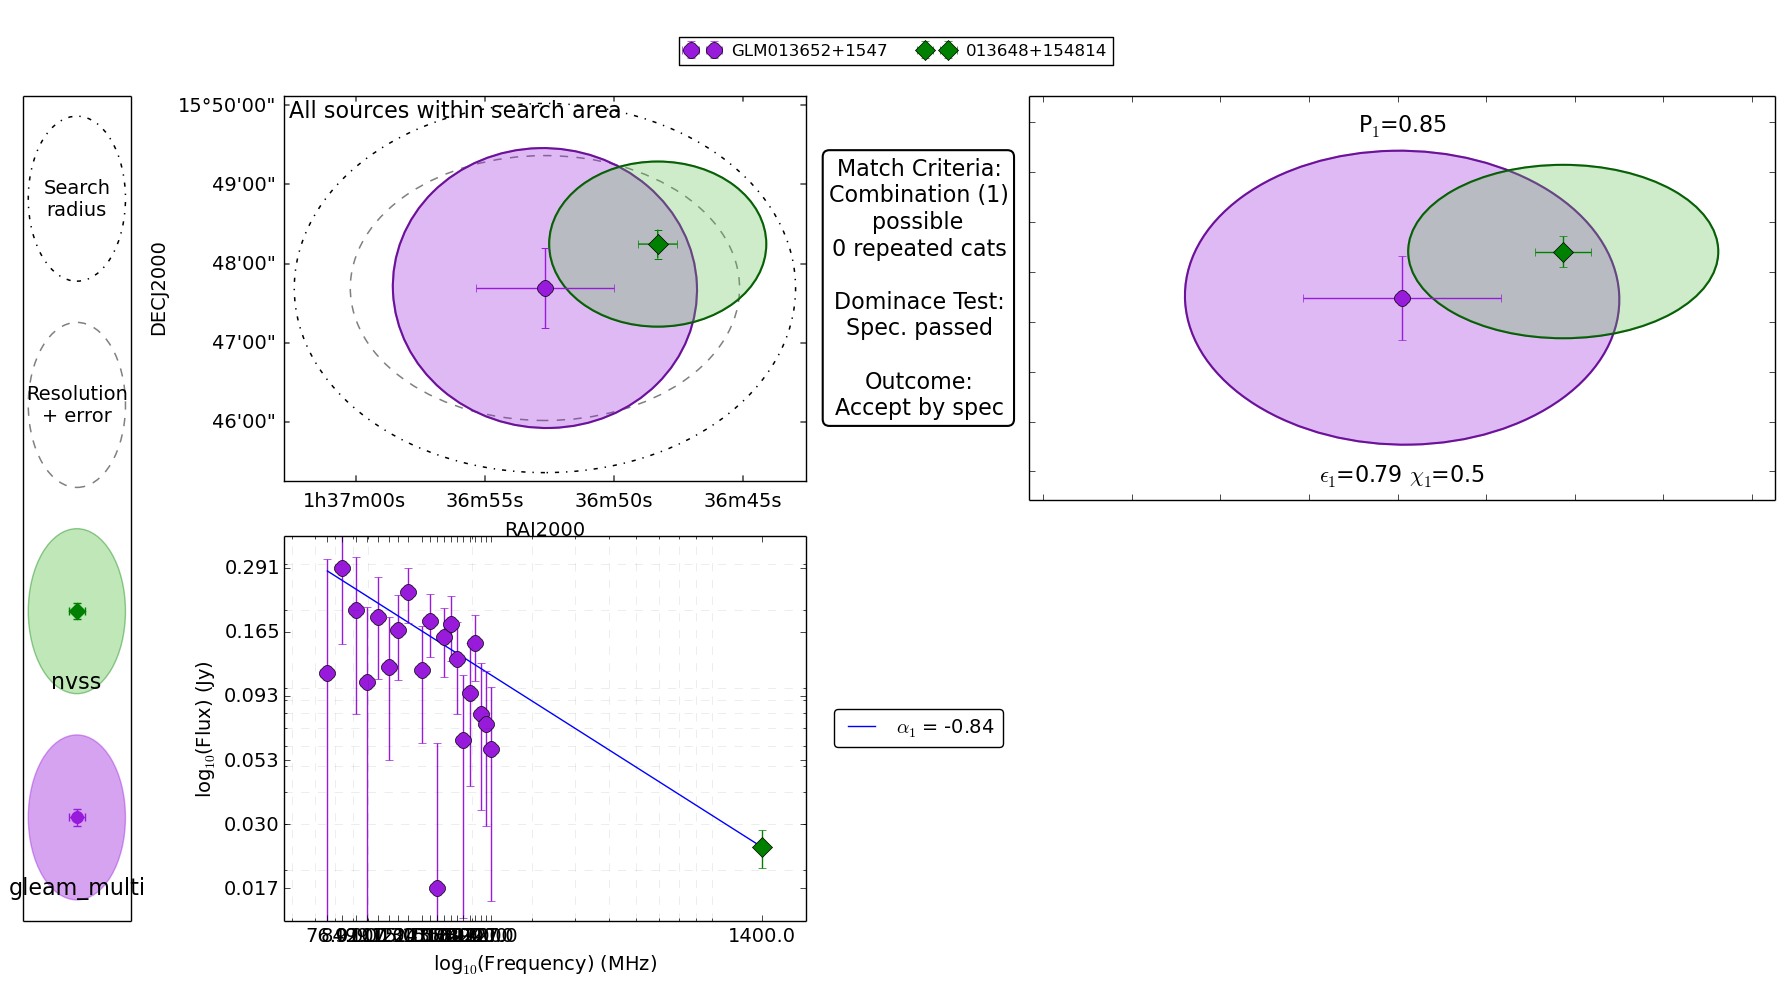 GLM013652+1547 013648+154814
Search
radius
Resolution
+ error
nvss
gleam_multi
All sources within search area
15°50'00"
49'00"
48'00"
47'00"
46'00"
DECJ2000
1h37m00s 36m55s 36m50s 36m45s
RAJ2000
Match Criteria:
Combination (1)
possible
0 repeated cats
Dominace Test:
Spec. passed
Outcome:
Accept by spec
P1=0.85
ϵ1=0.79 χ1=0.5
0.291
0.165
0.093
0.053
0.030
0.017
log10(Flux) (Jy)
1400.0
log10(Frequency) (MHz)
α1 = -0.84